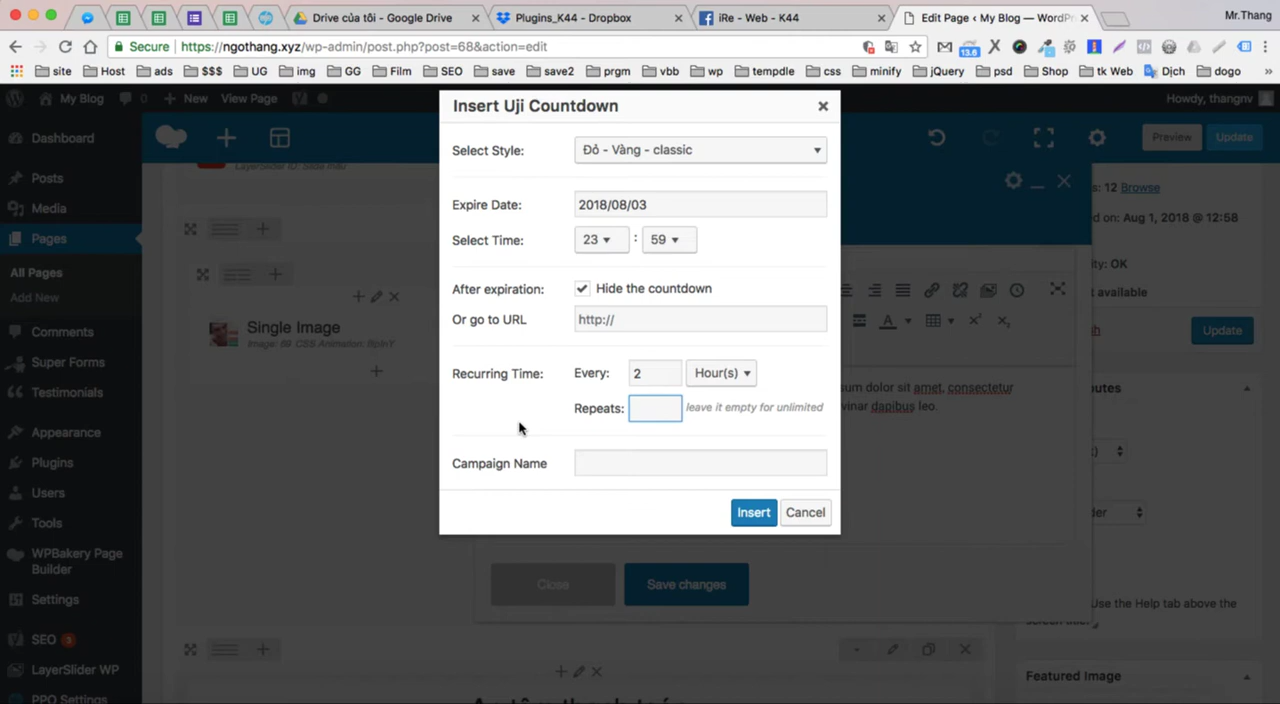 Drive của tôi - Google Drive
Plugins_K44 - Dropbox
iRe - Web - K44
Edit Page ‹ My Blog — WordPr
Mr.Thang
Secure https://ngothang.xyz/wp-admin/post.php?post=68&action=edit
13.6
site Host ads $$$ UG img GG Film SEO save save2 prgm vbb wp tempdle css minify jQuery psd Shop tk Web Dịch dogo »
My Blog 0 New View Page
Howdy, thangnv
Dashboard
Posts
Media
Pages
All Pages
Add New
Comments
Super Forms
Testimonials
Appearance
Plugins
Users
Tools
WPBakery Page
Builder
Settings
SEO 3
LayerSlider WP
PPO Settings
Preview
Update
Single Image
Insert Uji Countdown
Select Style: Đỏ - Vàng - classic
Expire Date: 2018/08/03
Select Time: 23 : 59
After expiration: Hide the countdown
Or go to URL http://
Recurring Time: Every: 2 Hour(s)
Repeats: leave it empty for unlimited
Campaign Name
Insert Cancel
sum dolor sit amet, consectetur
vinar dapibus leo.
Close
Save changes
s: 12 Browse
d on: Aug 1, 2018 @ 12:58
ity: OK
t available
Update
Use the Help tab above the
screen title.
Featured Image